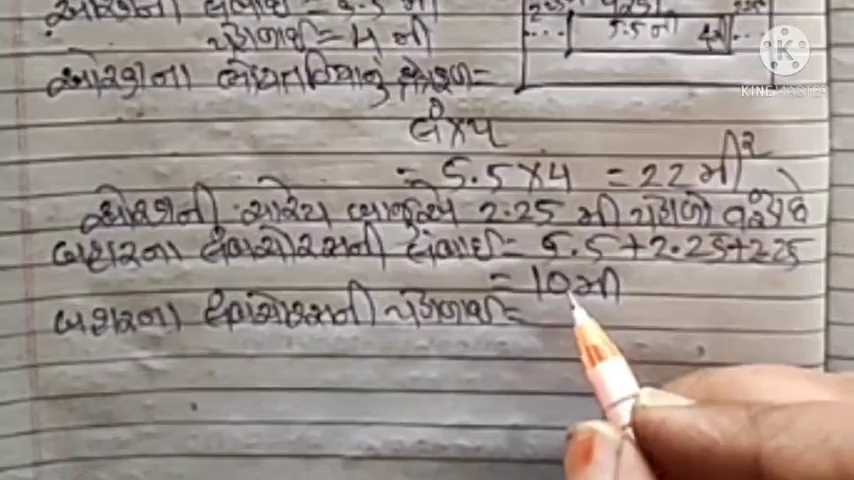 ઓરડાની લંબાઈ = 5.5 મી
પહોળાઈ = 4 મી
5.5 મી
ઓરડાના ભોંયતળિયાનું ક્ષેત્રફળ =
લં × પ
= 5.5 × 4 = 22 મી²
ઓરડાની ચારેય બાજુએ 2.25 મી પહોળો વરંડો છે
બહારના લંબચોરસની લંબાઈ = 5.5 + 2.25 + 2.25
= 10 મી
બહારના લંબચોરસની પહોળાઈ =
KINEMASTER